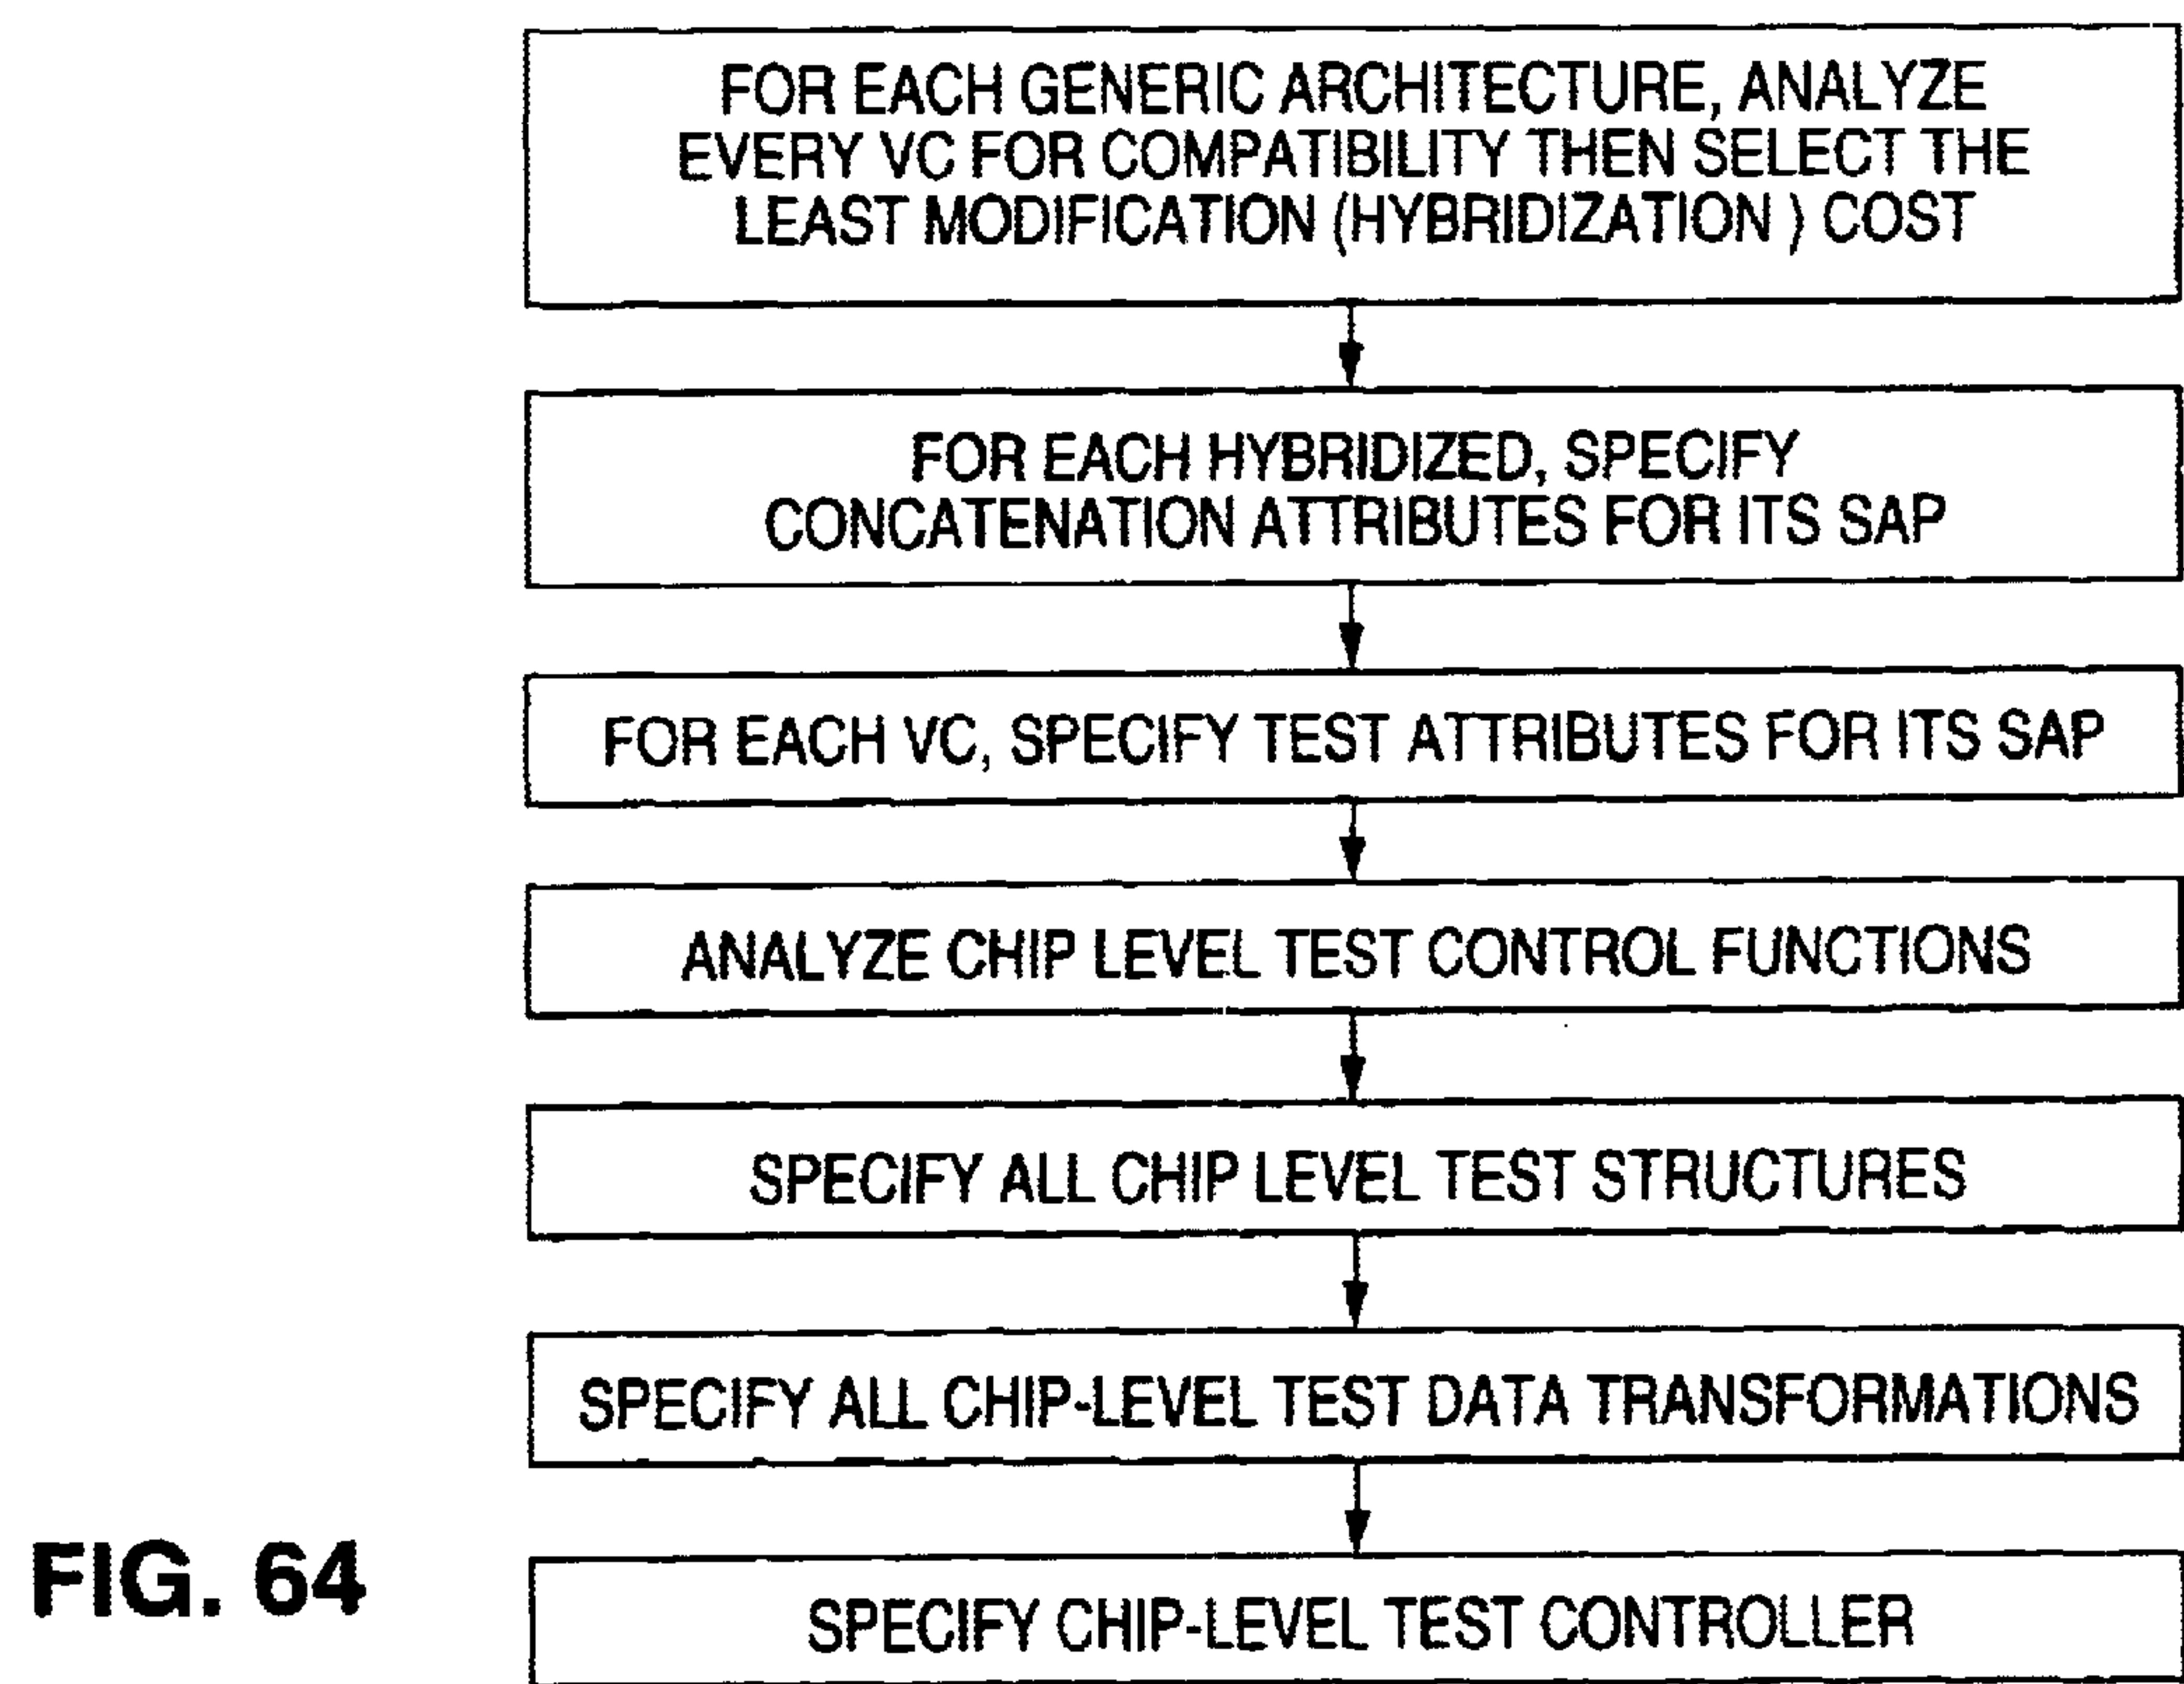 FOR EACH GENERIC ARCHITECTURE, ANALYZE
EVERY VC FOR COMPATIBILITY THEN SELECT THE
LEAST MODIFICATION (HYBRIDIZATION ) COST
FOR EACH HYBRIDIZED, SPECIFY
CONCATENATION ATTRIBUTES FOR ITS SAP
FOR EACH VC, SPECIFY TEST ATTRIBUTES FOR ITS SAP
ANALYZE CHIP LEVEL TEST CONTROL FUNCTIONS
SPECIFY ALL CHIP LEVEL TEST STRUCTURES
SPECIFY ALL CHIP-LEVEL TEST DATA TRANSFORMATIONS
SPECIFY CHIP-LEVEL TEST CONTROLLER
FIG. 64